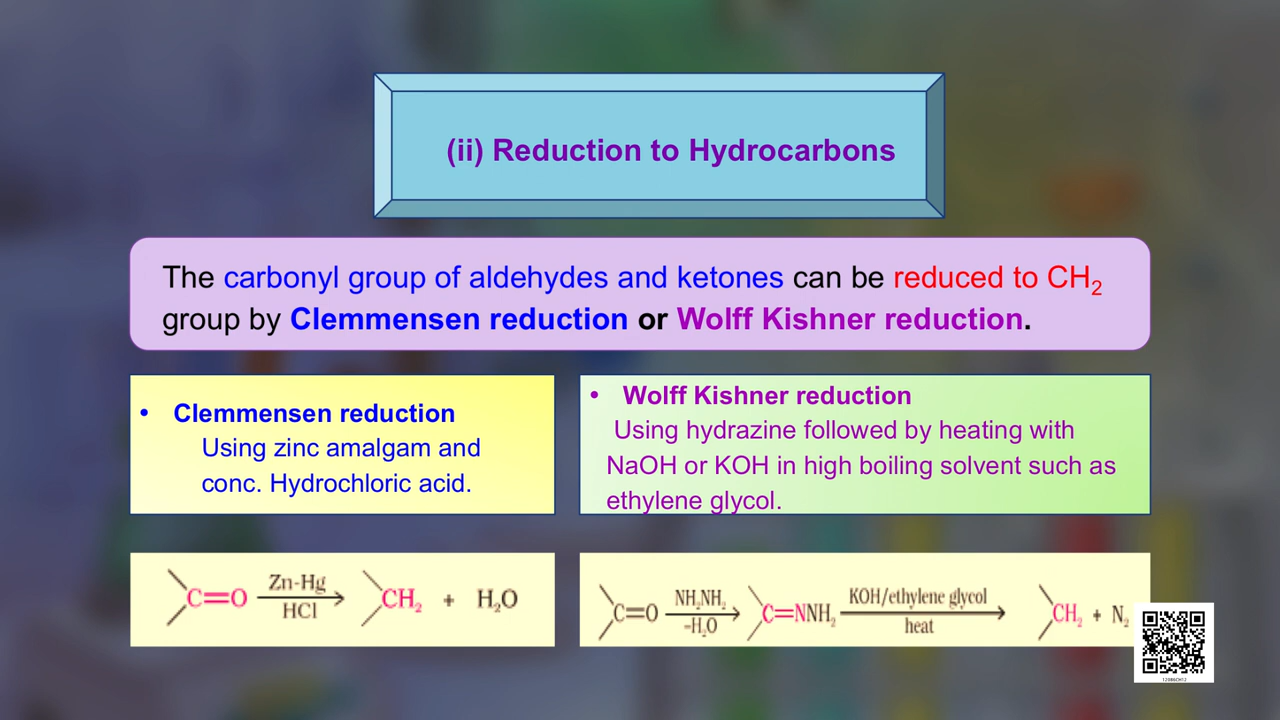 (ii) Reduction to Hydrocarbons
The carbonyl group of aldehydes and ketones can be reduced to CH₂
group by Clemmensen reduction or Wolff Kishner reduction.
• Clemmensen reduction
Using zinc amalgam and
conc. Hydrochloric acid.
• Wolff Kishner reduction
Using hydrazine followed by heating with
NaOH or KOH in high boiling solvent such as
ethylene glycol.
Zn-Hg
C=O CH₂ + H₂O
HCl
NH₂NH₂ KOH/ethylene glycol
C=O C=NNH₂ CH₂ + N₂
-H₂O heat